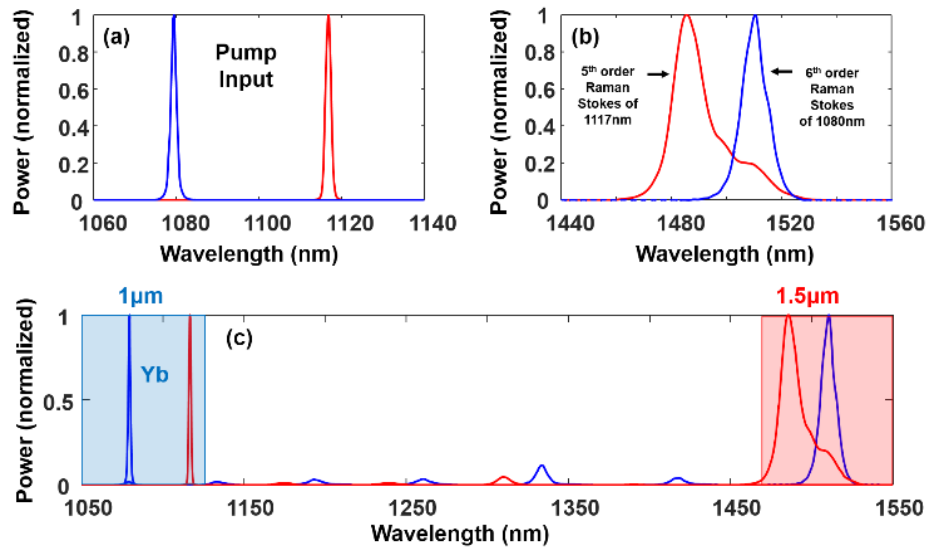 (a)
Pump
Input
Power (normalized)
1
0.8
0.6
0.4
0.2
0
1060
1080
1100
1120
1140
Wavelength (nm)
(b)
5th order
Raman
Stokes of
1117nm
6th order
Raman
Stokes
of 1080nm
Power (normalized)
1
0.8
0.6
0.4
0.2
0
1440
1480
1520
1560
Wavelength (nm)
1μm
1.5μm
(c)
Yb
Power (normalized)
1
0.5
0
1050
1150
1250
1350
1450
1550
Wavelength (nm)